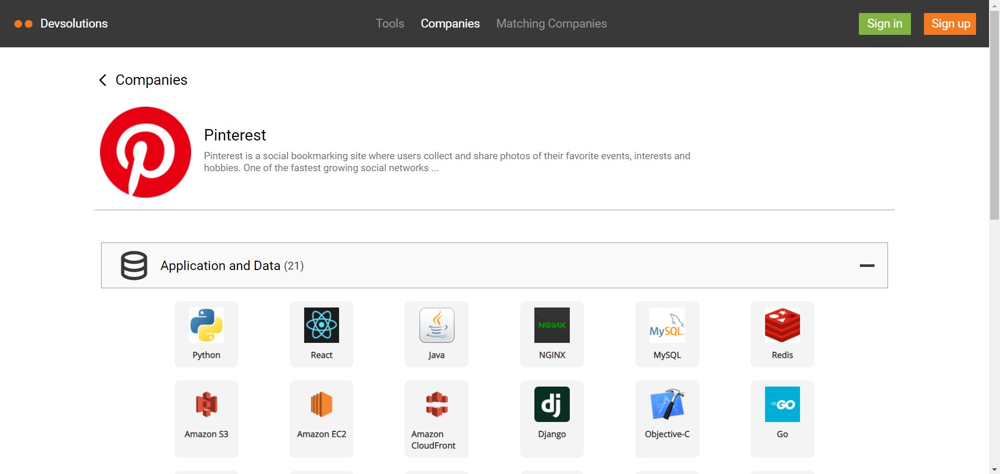 Devsolutions
Tools Companies Matching Companies
Sign in Sign up
Companies
Pinterest
Pinterest is a social bookmarking site where users collect and share photos of their favorite events, interests and
hobbies. One of the fastest growing social networks ...
Application and Data (21)
NGINX
MySQL
Python React Java NGINX MySQL Redis
dj
GO
Amazon S3 Amazon EC2 Amazon Django Objective-C Go
CloudFront